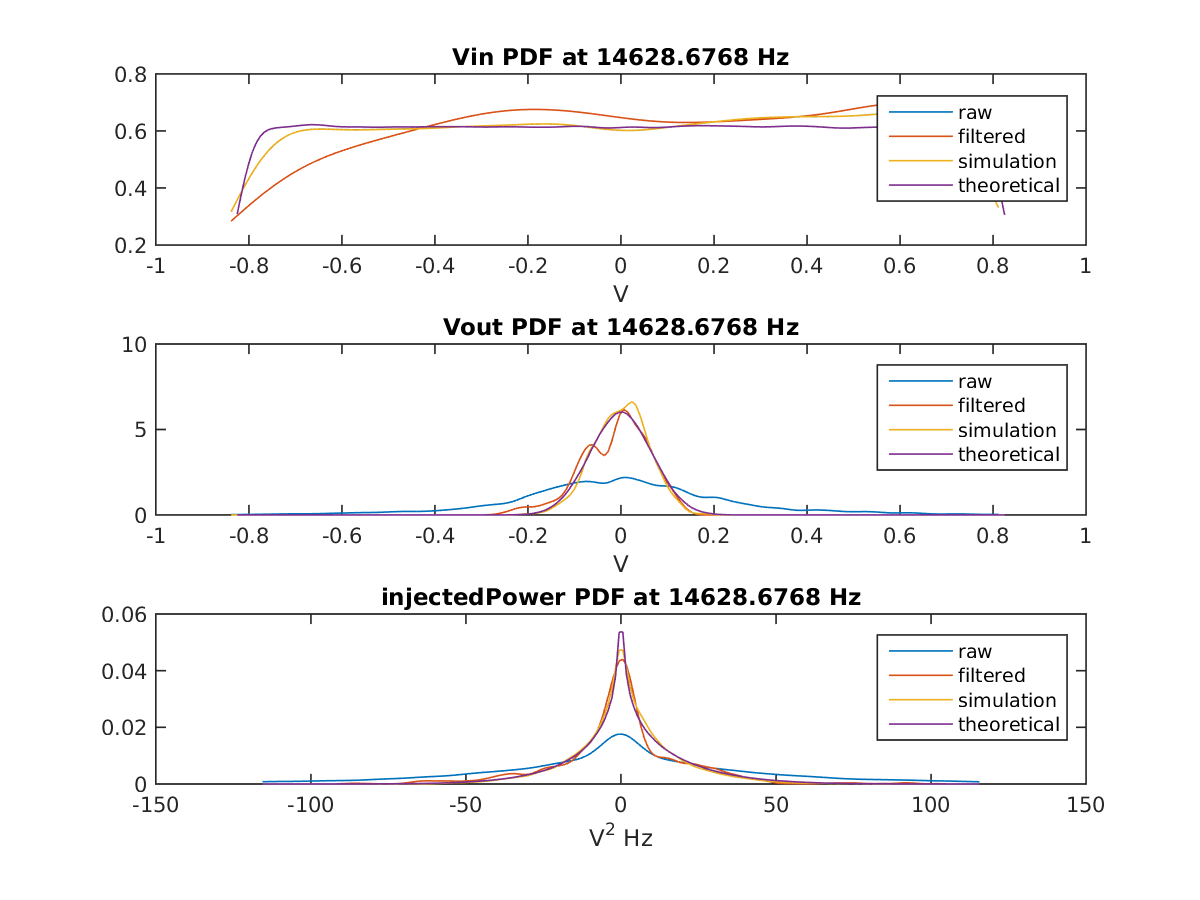 Vin PDF at 14628.6768 Hz
0.8
0.6
0.4
0.2
raw
filtered
simulation
theoretical
-1 -0.8 -0.6 -0.4 -0.2 0 0.2 0.4 0.6 0.8 1
V
Vout PDF at 14628.6768 Hz
10
5
0
raw
filtered
simulation
theoretical
-1 -0.8 -0.6 -0.4 -0.2 0 0.2 0.4 0.6 0.8 1
V
injectedPower PDF at 14628.6768 Hz
0.06
0.04
0.02
0
raw
filtered
simulation
theoretical
-150 -100 -50 0 50 100 150
V² Hz